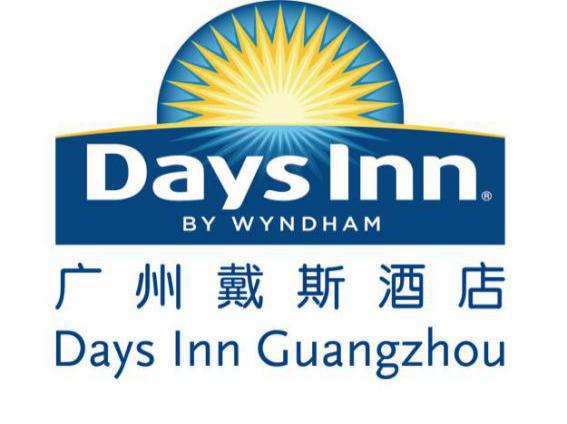 Days Inn®
BY WYNDHAM
广州戴斯酒店
Days Inn Guangzhou